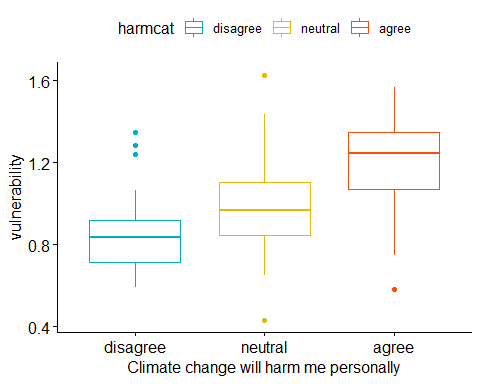 harmcat disagree neutral agree
1.6
1.2
0.8
0.4
vulnerability
disagree neutral agree
Climate change will harm me personally